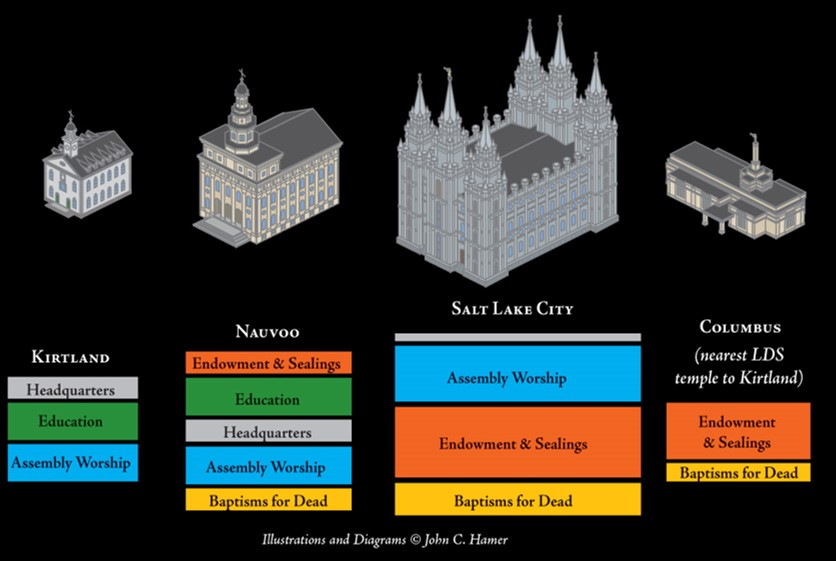 Salt Lake City
Nauvoo
Columbus
(nearest LDS
temple to Kirtland)
Kirtland
Headquarters
Education
Assembly Worship
Endowment & Sealings
Education
Headquarters
Assembly Worship
Baptisms for Dead
Assembly Worship
Endowment & Sealings
Baptisms for Dead
Endowment
& Sealings
Baptisms for Dead
Illustrations and Diagrams © John C. Hamer